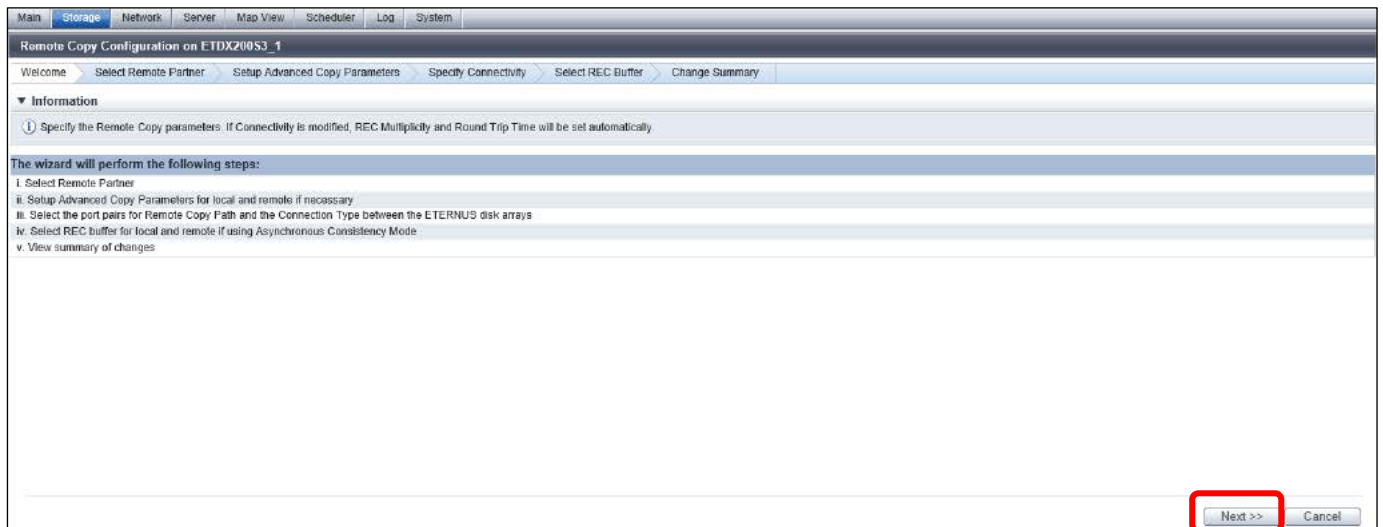 Main Storage Network Server Map View Scheduler Log System
Remote Copy Configuration on ETDX200S3_1
Welcome Select Remote Partner Setup Advanced Copy Parameters Specify Connectivity Select REC Buffer Change Summary
▼ Information
Specify the Remote Copy parameters. If Connectivity is modified, REC Multiplicity and Round Trip Time will be set automatically.
The wizard will perform the following steps:
i. Select Remote Partner
ii. Setup Advanced Copy Parameters for local and remote if necessary
iii. Select the port pairs for Remote Copy Path and the Connection Type between the ETERNUS disk arrays
iv. Select REC buffer for local and remote if using Asynchronous Consistency Mode
v. View summary of changes
Next >> Cancel